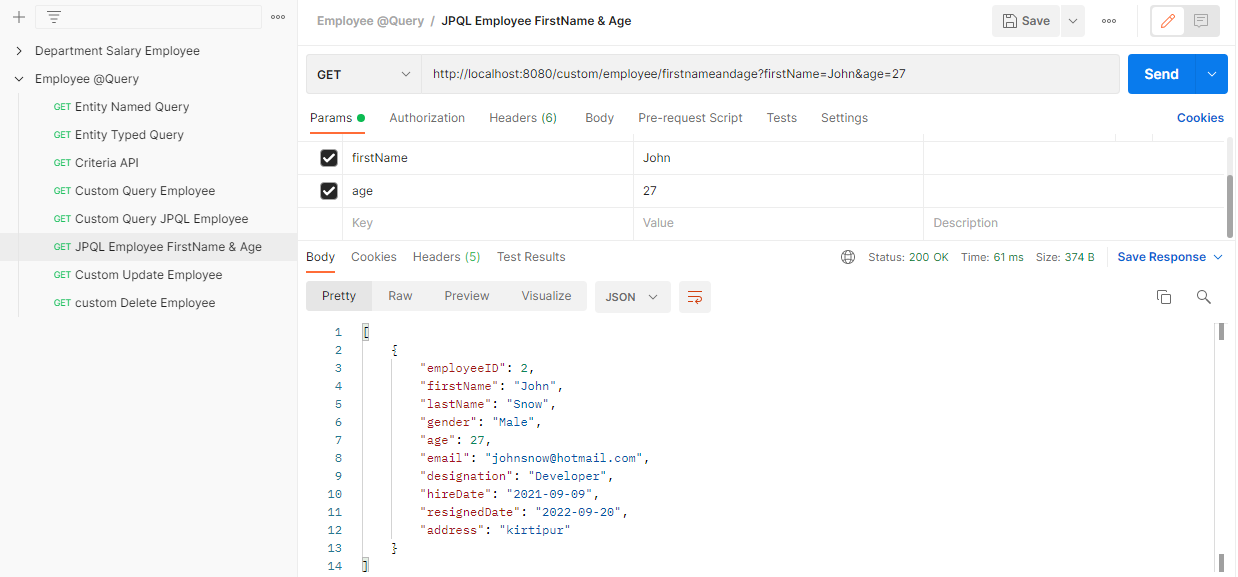 Department Salary Employee
Employee @Query
GET Entity Named Query
GET Entity Typed Query
GET Criteria API
GET Custom Query Employee
GET Custom Query JPQL Employee
GET JPQL Employee FirstName & Age
GET Custom Update Employee
GET custom Delete Employee
Employee @Query / JPQL Employee FirstName & Age
Save
GET http://localhost:8080/custom/employee/firstnameandage?firstName=John&age=27 Send
Params Authorization Headers (6) Body Pre-request Script Tests Settings Cookies
firstName John
age 27
Key Value Description
Body Cookies Headers (5) Test Results Status: 200 OK Time: 61 ms Size: 374 B Save Response
Pretty Raw Preview Visualize JSON
1 [
2 {
3 "employeeID": 2,
4 "firstName": "John",
5 "lastName": "Snow",
6 "gender": "Male",
7 "age": 27,
8 "email": "johnsnow@hotmail.com",
9 "designation": "Developer",
10 "hireDate": "2021-09-09",
11 "resignedDate": "2022-09-20",
12 "address": "kirtipur"
13 }
14 ]